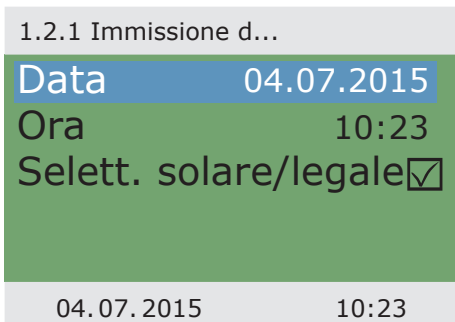 1.2.1 Immissione d...
Data 04.07.2015
Ora 10:23
Selett. solare/legale
04.07.2015 10:23